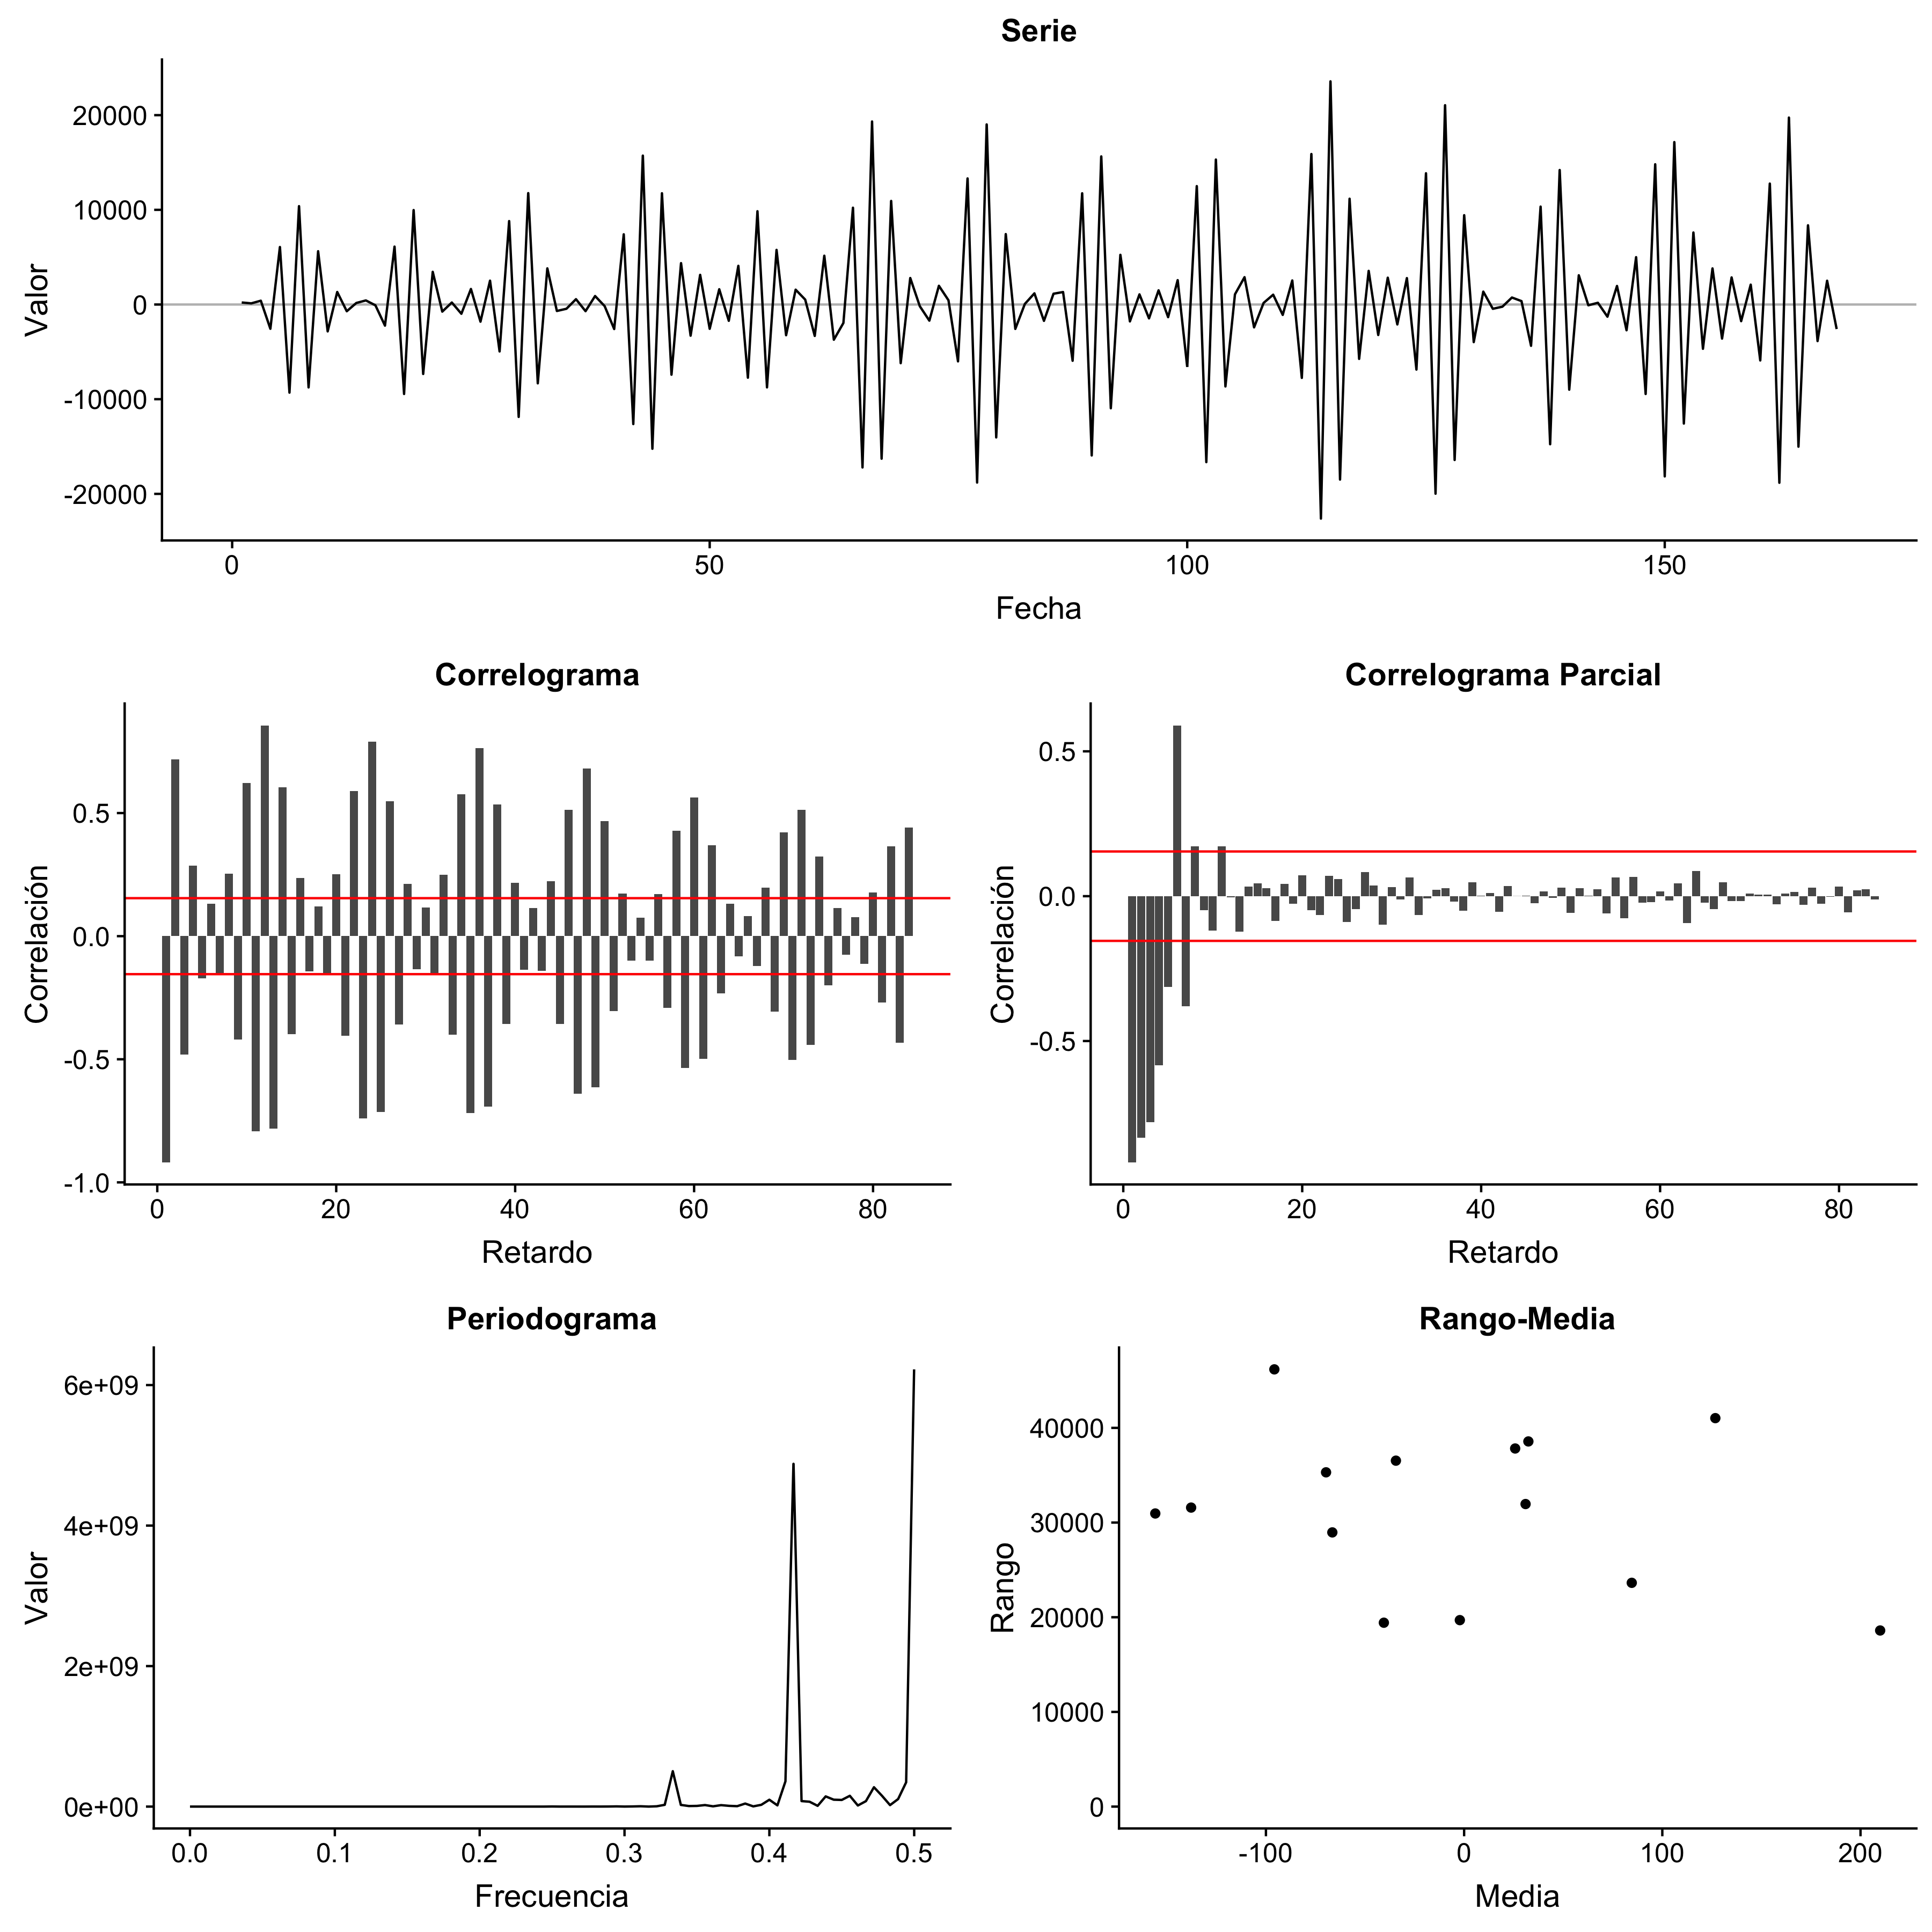 Serie
Valor
20000
10000
0
-10000
-20000
0 50 100 150
Fecha
Correlograma
Correlación
0.5
0.0
-0.5
-1.0
0 20 40 60 80
Retardo
Correlograma Parcial
Correlación
0.5
0.0
-0.5
0 20 40 60 80
Retardo
Periodograma
Valor
6e+09
4e+09
2e+09
0e+00
0.0 0.1 0.2 0.3 0.4 0.5
Frecuencia
Rango-Media
Rango
40000
30000
20000
10000
0
-100 0 100 200
Media